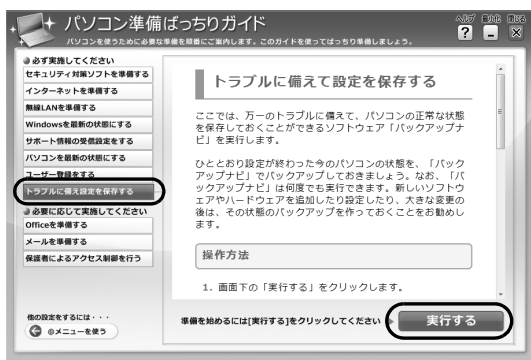 パソコン準備ばっちりガイド
パソコンを使うために必要な準備を順番にご案内します。このガイドを使ってばっちり準備しましょう。
ヘルプ 最小化 閉じる
必ず実施してください
セキュリティ対策ソフトを準備する
インターネットを準備する
無線LANを準備する
Windowsを最新の状態にする
サポート情報の受信設定をする
パソコンを最新の状態にする
ユーザー登録をする
トラブルに備え設定を保存する
必要に応じて実施してください
Officeを準備する
メールを準備する
保護者によるアクセス制御を行う
他の設定をするには・・・
@メニューを使う
トラブルに備えて設定を保存する
ここでは、万一のトラブルに備えて、パソコンの正常な状態
を保存しておくことができるソフトウェア「バックアップナ
ビ」を実行します。
ひととおり設定が終わった今のパソコンの状態を、「バック
アップナビ」でバックアップしておきましょう。なお、「バ
ックアップナビ」は何度でも実行できます。新しいソフトウ
ェアやハードウェアを追加したり設定したり、大きな変更の
後は、その状態のバックアップを作っておくことをお勧めし
ます。
操作方法
1. 画面下の「実行する」をクリックします。
準備を始めるには[実行する]をクリックしてください
実行する